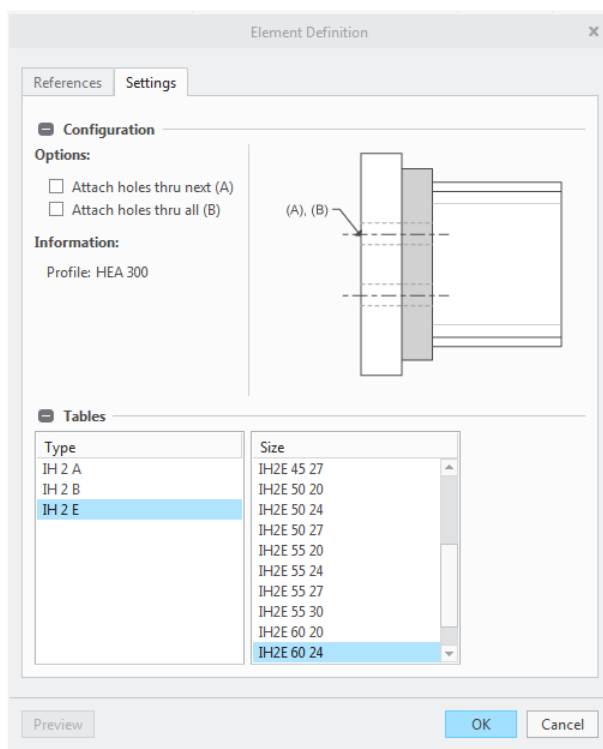 Element Definition x
References Settings
Configuration
Options:
Attach holes thru next (A)
Attach holes thru all (B)
Information:
Profile: HEA 300
(A), (B)
Tables
Type
IH 2 A
IH 2 B
IH 2 E
Size
IH2E 45 27
IH2E 50 20
IH2E 50 24
IH2E 50 27
IH2E 55 20
IH2E 55 24
IH2E 55 27
IH2E 55 30
IH2E 60 20
IH2E 60 24
Preview OK Cancel